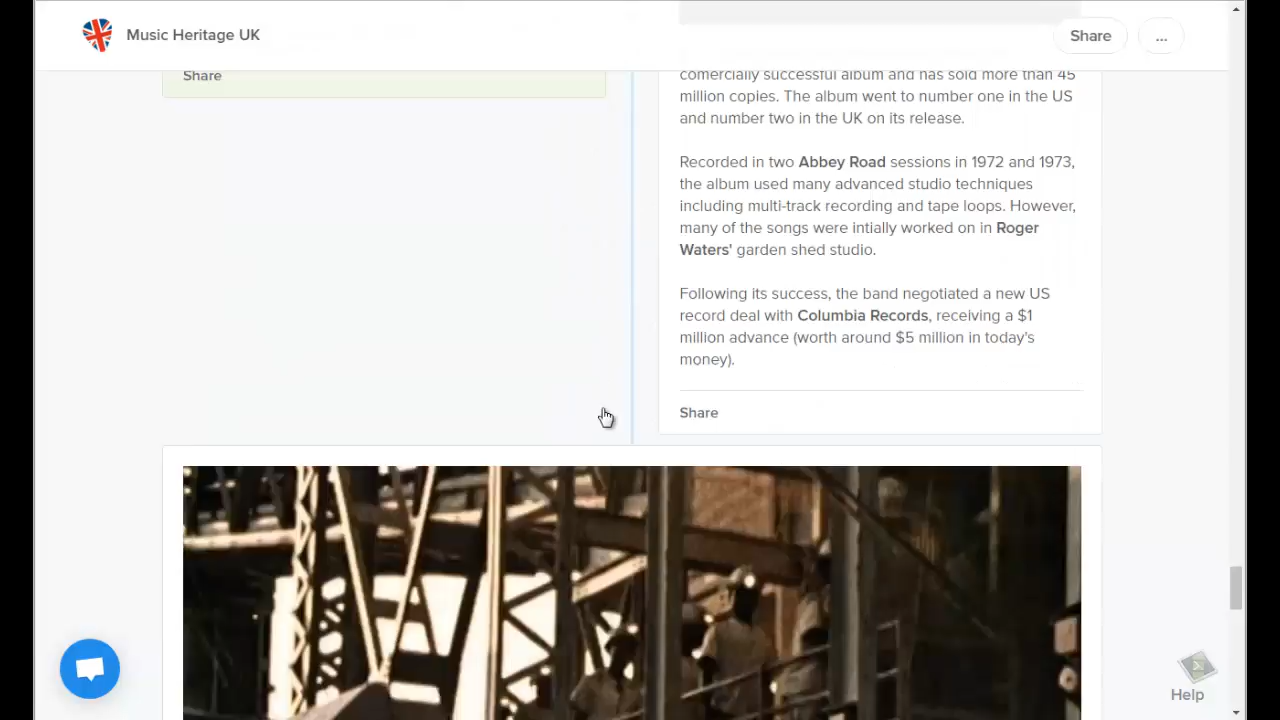 Music Heritage UK
Share
...
Share
comercially successful album and has sold more than 45
million copies. The album went to number one in the US
and number two in the UK on its release.
Recorded in two Abbey Road sessions in 1972 and 1973,
the album used many advanced studio techniques
including multi-track recording and tape loops. However,
many of the songs were intially worked on in Roger
Waters' garden shed studio.
Following its success, the band negotiated a new US
record deal with Columbia Records, receiving a $1
million advance (worth around $5 million in today's
money).
Share
Help